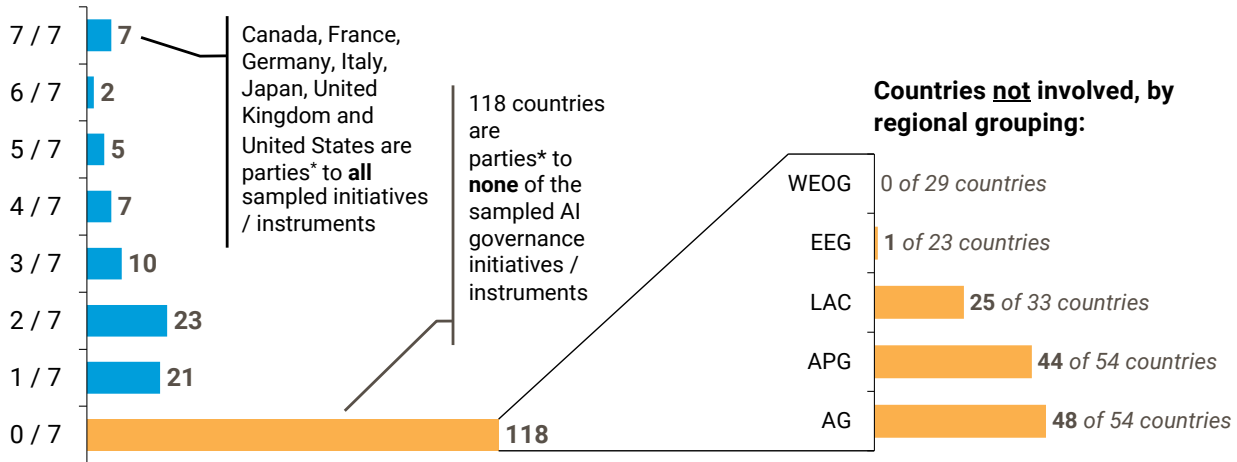 7 / 7
7
6 / 7
2
5 / 7
5
4 / 7
7
3 / 7
10
2 / 7
23
1 / 7
21
0 / 7
118
Canada, France,
Germany, Italy,
Japan, United
Kingdom and
United States are
parties* to all
sampled initiatives
/ instruments
118 countries
are
parties* to
none of the
sampled AI
governance
initiatives /
instruments
Countries not involved, by
regional grouping:
WEOG
0 of 29 countries
EEG
1 of 23 countries
LAC
25 of 33 countries
APG
44 of 54 countries
AG
48 of 54 countries